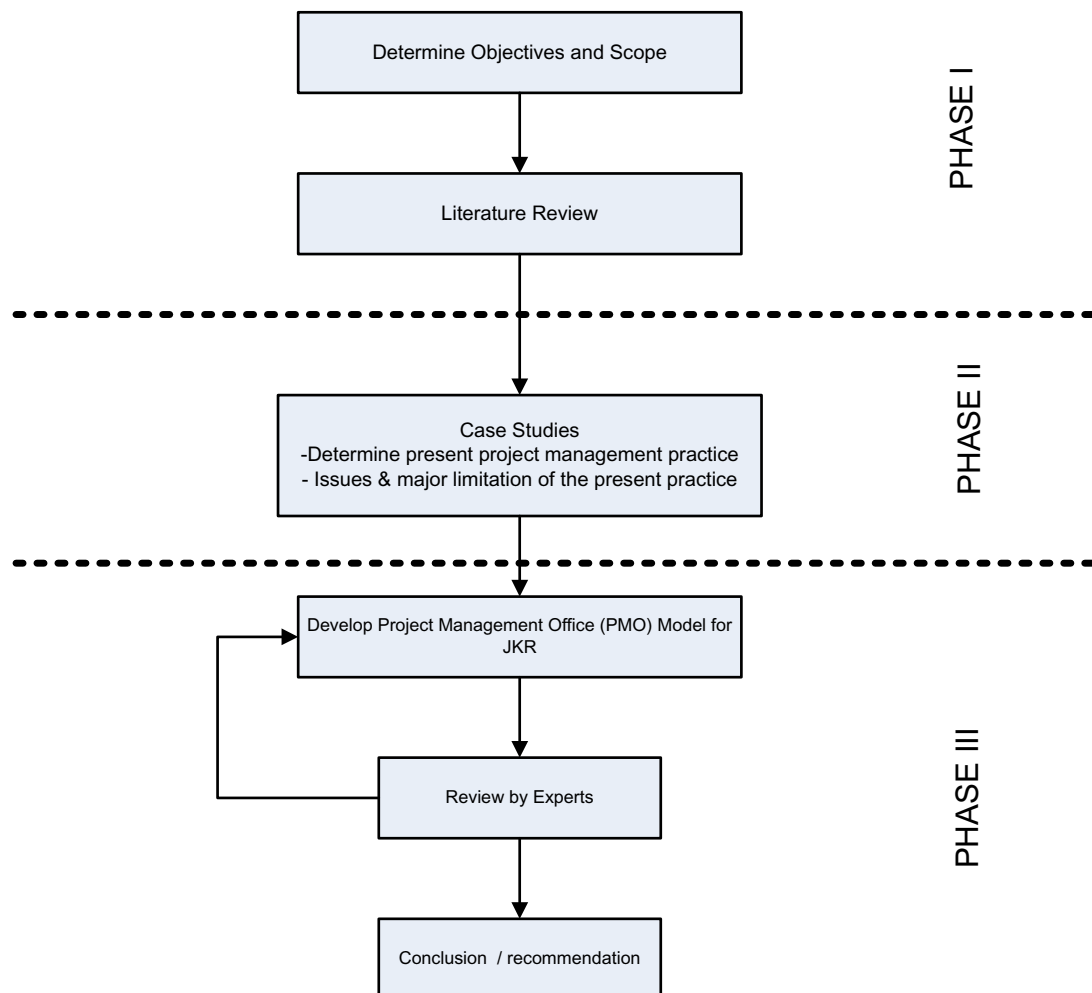 Determine Objectives and Scope
PHASE I
Literature Review
Case Studies
-Determine present project management practice
- Issues & major limitation of the present practice
PHASE II
Develop Project Management Office (PMO) Model for
JKR
Review by Experts
PHASE III
Conclusion / recommendation